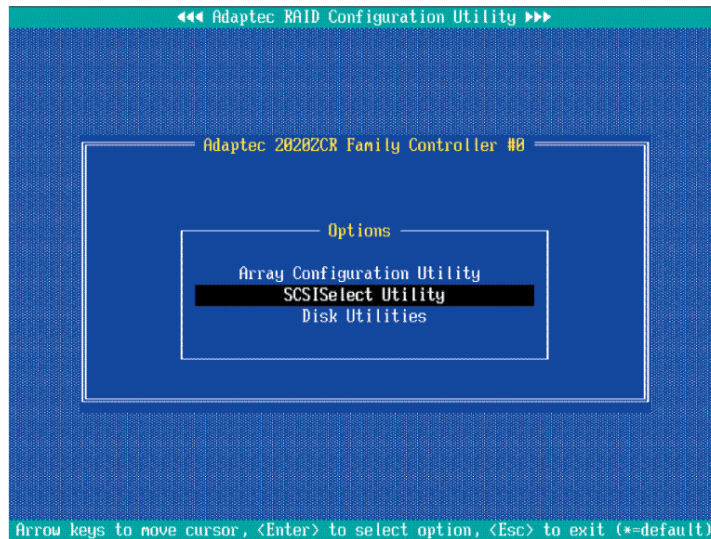 ◄◄◄ Adaptec RAID Configuration Utility ►►►
Adaptec 2020ZCR Family Controller #0
Options
Array Configuration Utility
SCSISelect Utility
Disk Utilities
Arrow keys to move cursor, <Enter> to select option, <Esc> to exit (*=default)